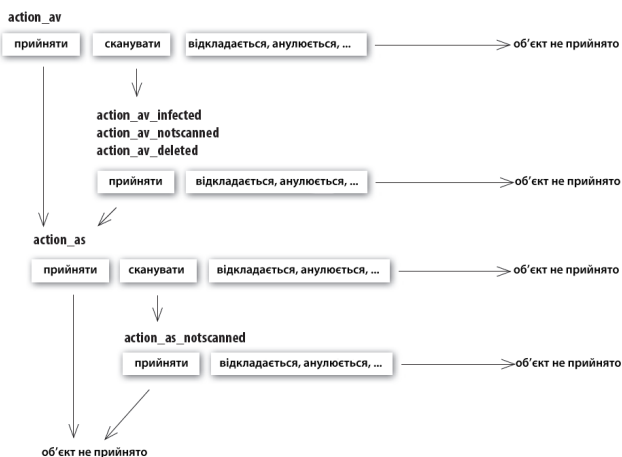 action_av
прийняти сканувати відкладається, анулюється, ... об'єкт не прийнято
action_av_infected
action_av_notscanned
action_av_deleted
прийняти відкладається, анулюється, ... об'єкт не прийнято
action_as
прийняти сканувати відкладається, анулюється, ... об'єкт не прийнято
action_as_notscanned
прийняти відкладається, анулюється, ... об'єкт не прийнято
об'єкт не прийнято